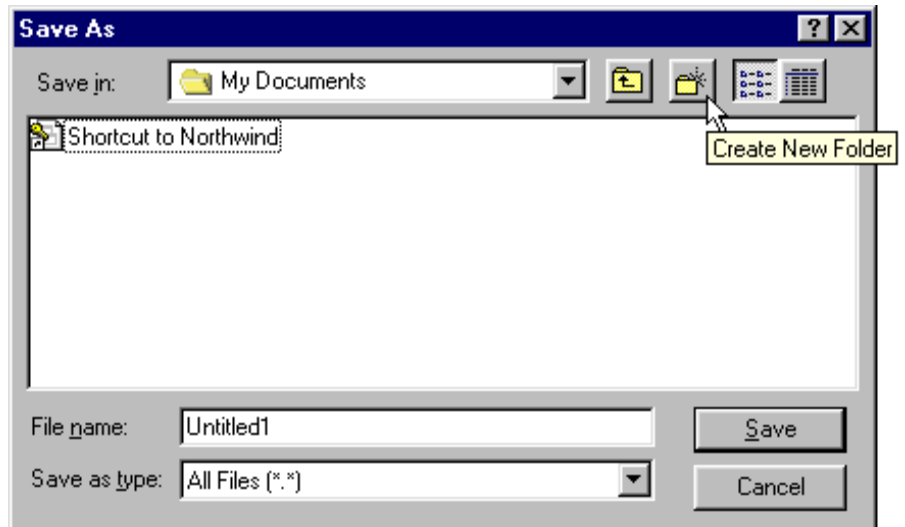 Save As
Save in: My Documents
Shortcut to Northwind
Create New Folder
File name: Untitled1 Save
Save as type: All Files (*.*) Cancel